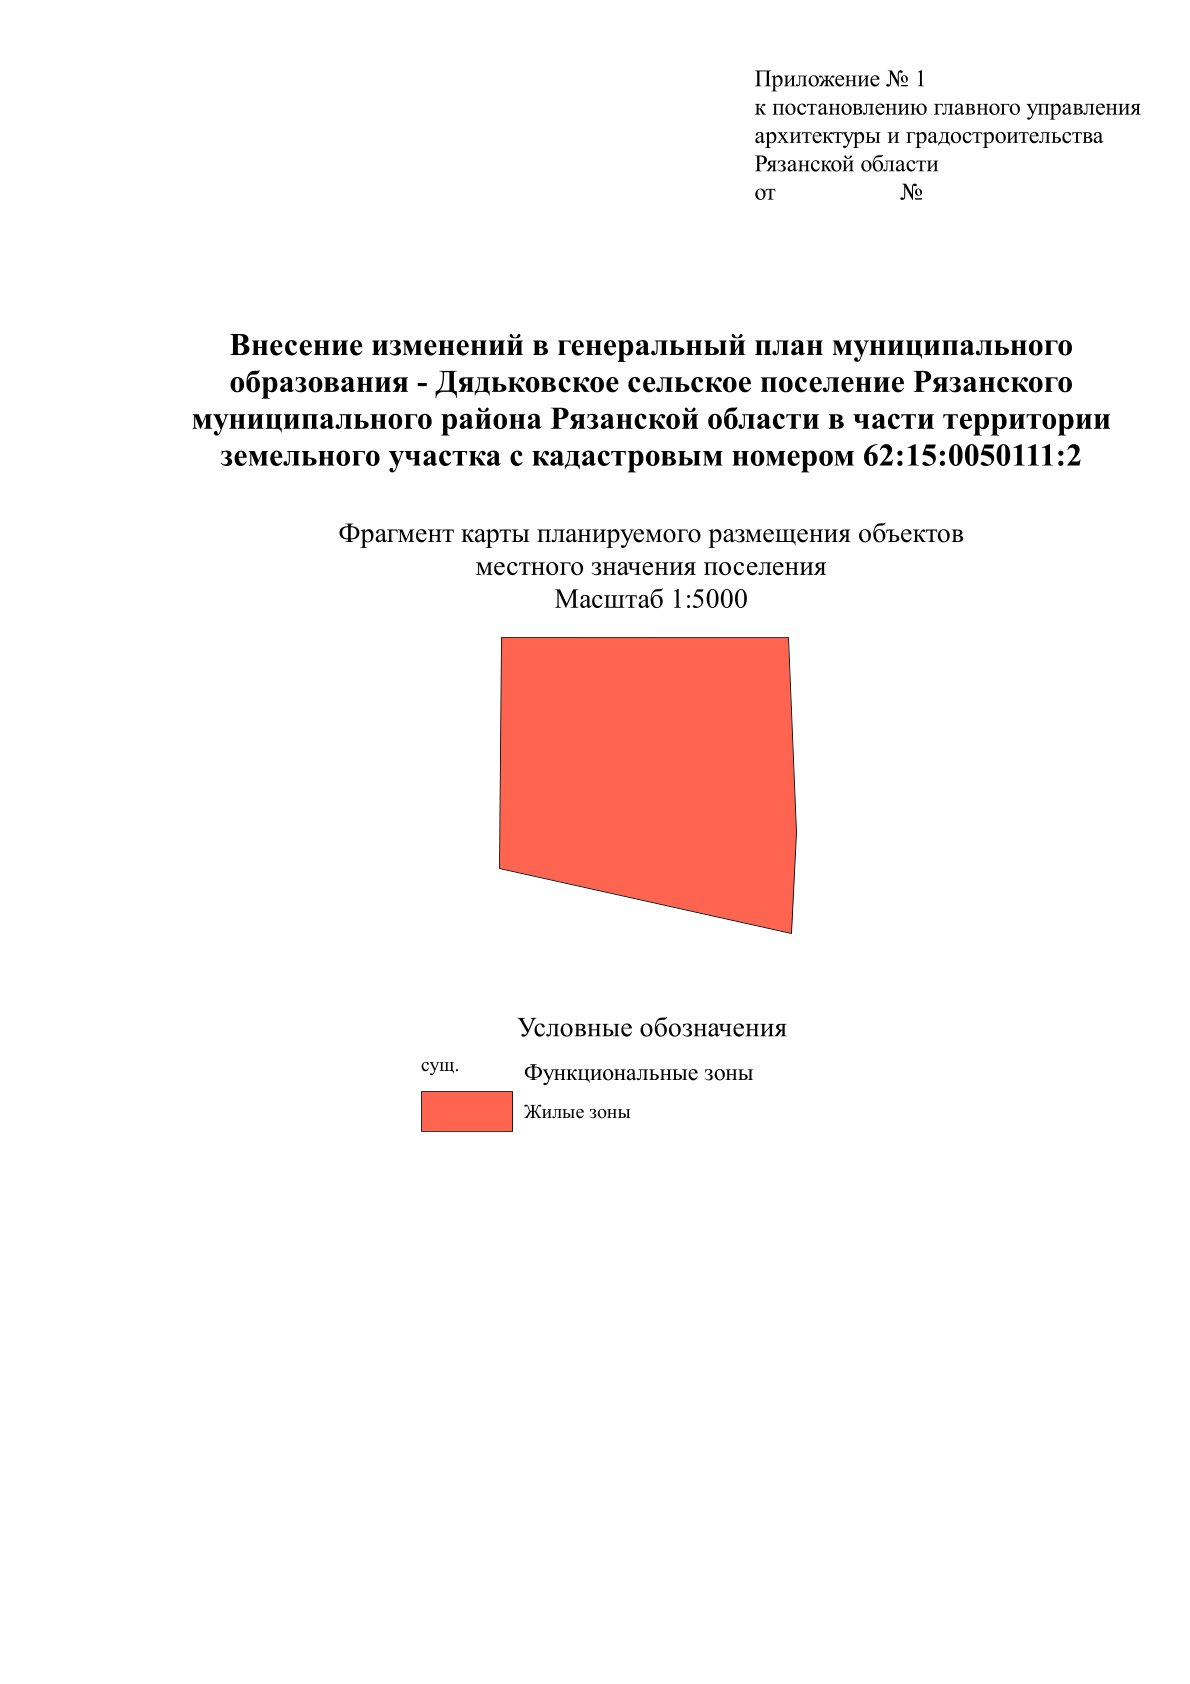 Приложение № 1
к постановлению главного управления
архитектуры и градостроительства
Рязанской области
от №
Внесение изменений в генеральный план муниципального
образования - Дядьковское сельское поселение Рязанского
муниципального района Рязанской области в части территории
земельного участка с кадастровым номером 62:15:0050111:2
Фрагмент карты планируемого размещения объектов
местного значения поселения
Масштаб 1:5000
Условные обозначения
сущ. Функциональные зоны
Жилые зоны